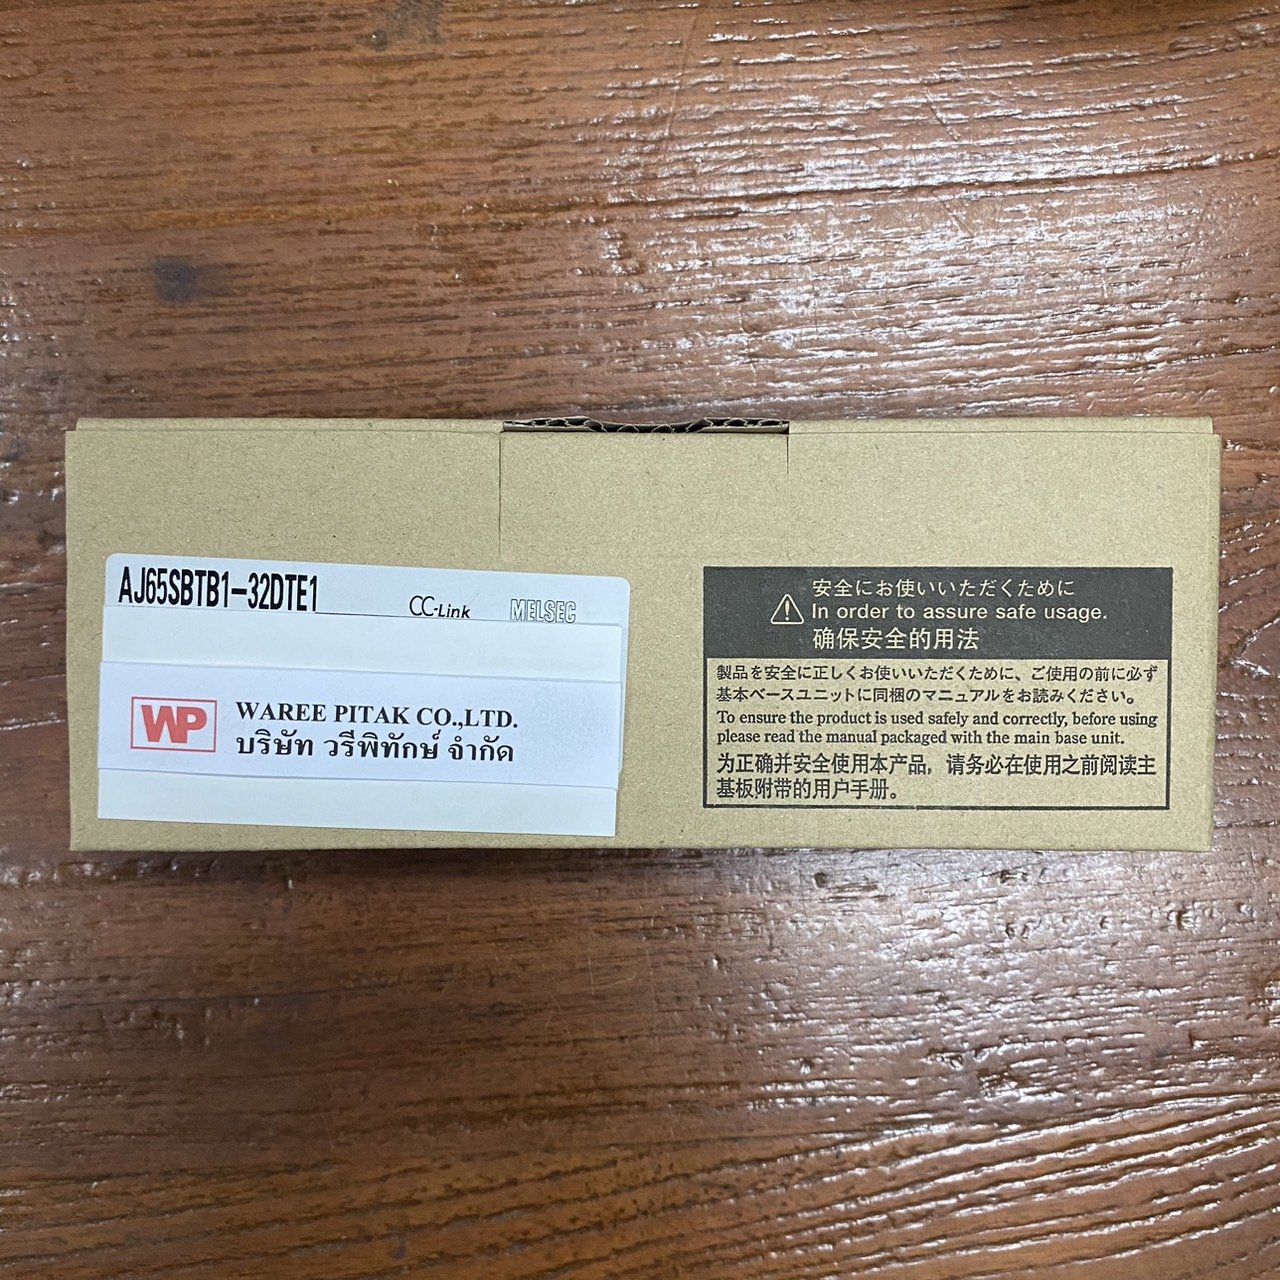 AJ65SBTB1-32DTE1
CC-Link
MELSEC
WP
WAREE PITAK CO.,LTD.
บริษัท วรีพิทักษ์ จำกัด
安全にお使いいただくために
In order to assure safe usage.
确保安全的用法
製品を安全に正しくお使いいただくために、ご使用の前に必ず
基本ベースユニットに同梱のマニュアルをお読みください。
To ensure the product is used safely and correctly, before using
please read the manual packaged with the main base unit.
为正确并安全使用本产品，请务必在使用之前阅读主
基板附带的用户手册。